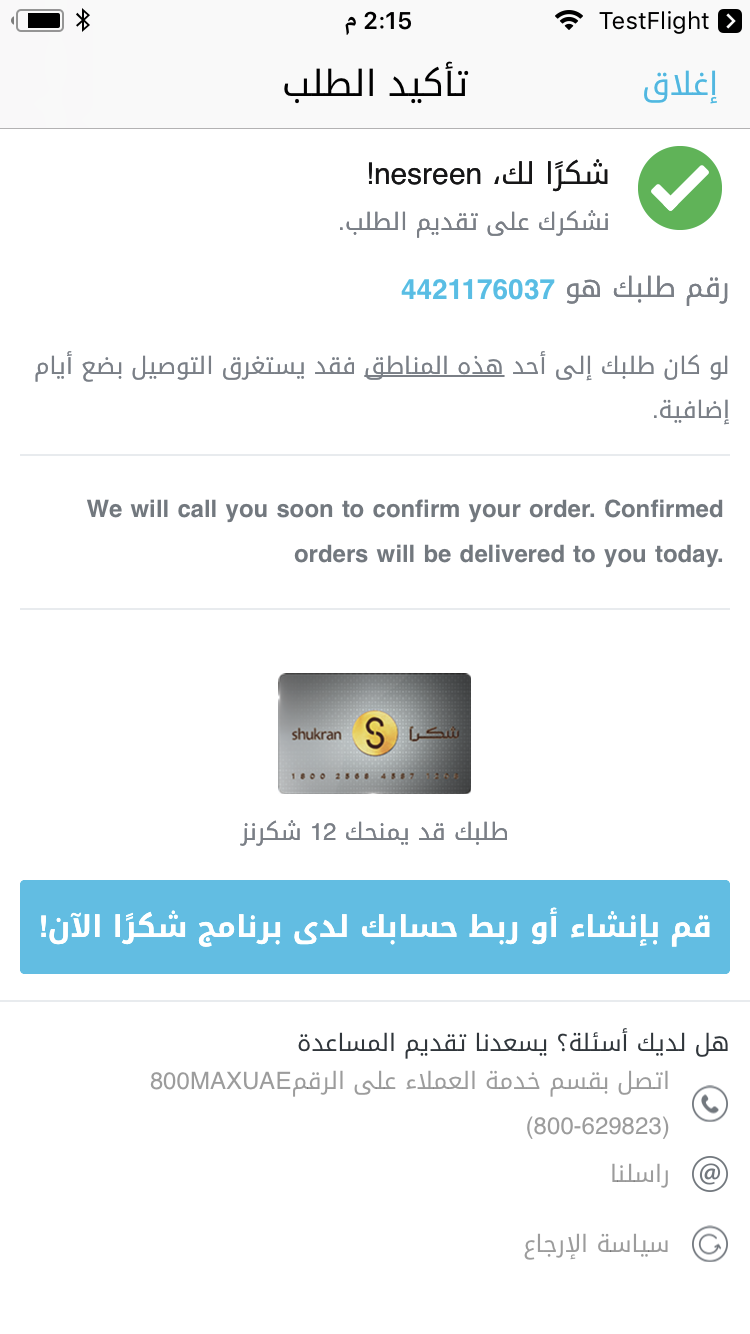 2:15 م
TestFlight
تأكيد الطلب
إغلاق
شكرًا لك، nesreen!
نشكرك على تقديم الطلب.
رقم طلبك هو 4421176037
لو كان طلبك إلى أحد هذه المناطق فقد يستغرق التوصيل بضع أيام
إضافية.
We will call you soon to confirm your order. Confirmed
orders will be delivered to you today.
shukran S شكراً
طلبك قد يمنحك 12 شكرنز
قم بإنشاء أو ربط حسابك لدى برنامج شكرًا الآن!
هل لديك أسئلة؟ يسعدنا تقديم المساعدة
اتصل بقسم خدمة العملاء على الرقم800MAXUAE
(800-629823)
راسلنا
سياسة الإرجاع